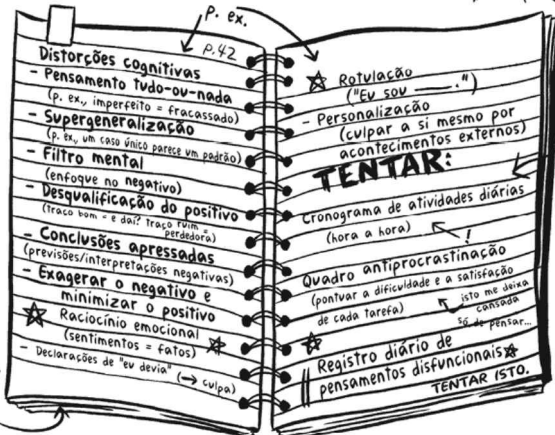 p. ex.
p.42
Distorções cognitivas
- Pensamento tudo-ou-nada
(p. ex., imperfeito = fracassado)
- Supergeneralização
(p. ex., um caso único parece um padrão)
- Filtro mental
(enfoque no negativo)
- Desqualificação do positivo
(Traço bom = e daí? Traço ruim = perdedora)
- Conclusões apressadas
(previsões/interpretações negativas)
- Exagerar o negativo e
minimizar o positivo
Raciocínio emocional
(sentimentos = fatos)
- Declarações de "eu devia" (→ culpa)
Rotulação
("Eu sou ___.")
- Personalização
(culpar a si mesmo por
acontecimentos externos)
TENTAR:
Cronograma de atividades diárias
(hora a hora) !
Quadro antiprocrastinação
(pontuar a dificuldade e a satisfação
de cada tarefa)
isto me deixa
cansada
só de pensar...
Registro diário de
pensamentos disfuncionais
TENTAR ISTO.